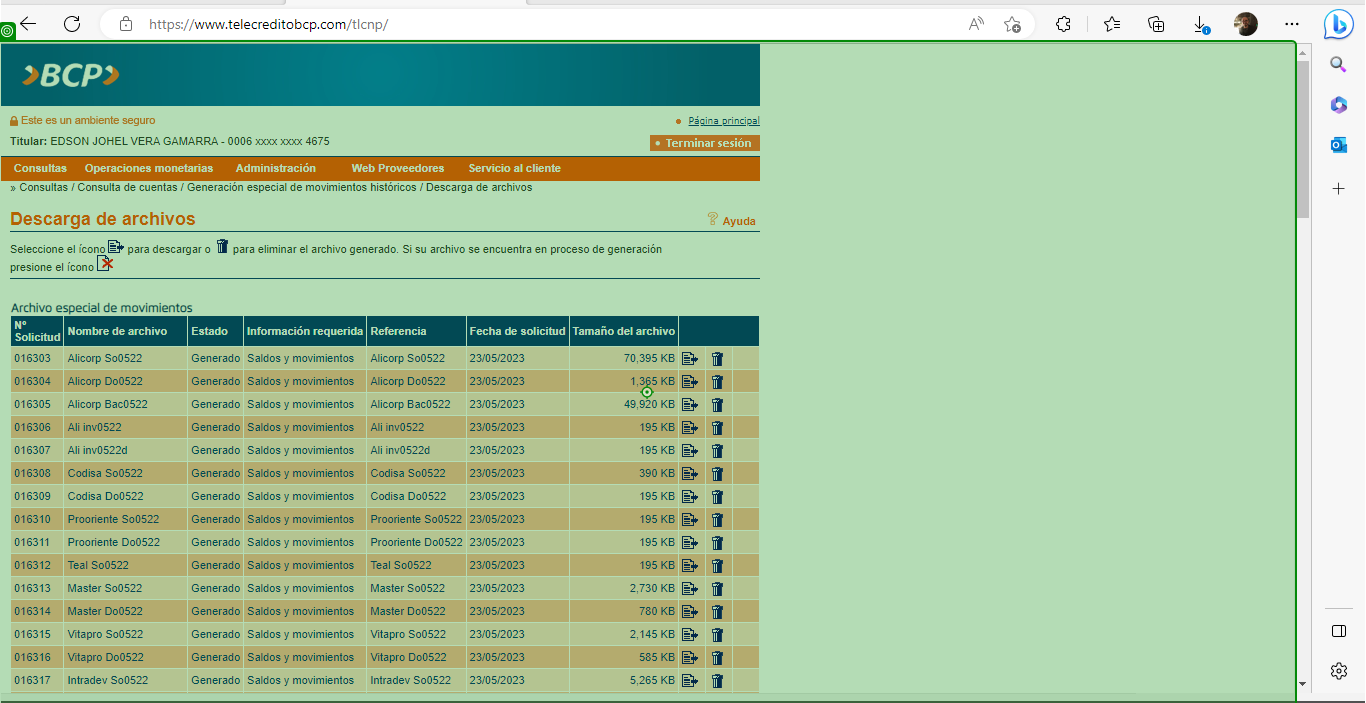 https://www.telecreditobcp.com/tlcnp/
BCP
Este es un ambiente seguro
Página principal
Titular: EDSON JOHEL VERA GAMARRA - 0006 xxxx xxxx 4675
Terminar sesión
Consultas Operaciones monetarias Administración Web Proveedores Servicio al cliente
» Consultas / Consulta de cuentas / Generación especial de movimientos históricos / Descarga de archivos
Descarga de archivos
? Ayuda
Seleccione el ícono para descargar o para eliminar el archivo generado. Si su archivo se encuentra en proceso de generación
presione el ícono
Archivo especial de movimientos
Nº Solicitud Nombre de archivo Estado Información requerida Referencia Fecha de solicitud Tamaño del archivo
016303 Alicorp So0522 Generado Saldos y movimientos Alicorp So0522 23/05/2023 70,395 KB
016304 Alicorp Do0522 Generado Saldos y movimientos Alicorp Do0522 23/05/2023 1,365 KB
016305 Alicorp Bac0522 Generado Saldos y movimientos Alicorp Bac0522 23/05/2023 49,920 KB
016306 Ali inv0522 Generado Saldos y movimientos Ali inv0522 23/05/2023 195 KB
016307 Ali inv0522d Generado Saldos y movimientos Ali inv0522d 23/05/2023 195 KB
016308 Codisa So0522 Generado Saldos y movimientos Codisa So0522 23/05/2023 390 KB
016309 Codisa Do0522 Generado Saldos y movimientos Codisa Do0522 23/05/2023 195 KB
016310 Prooriente So0522 Generado Saldos y movimientos Prooriente So0522 23/05/2023 195 KB
016311 Prooriente Do0522 Generado Saldos y movimientos Prooriente Do0522 23/05/2023 195 KB
016312 Teal So0522 Generado Saldos y movimientos Teal So0522 23/05/2023 195 KB
016313 Master So0522 Generado Saldos y movimientos Master So0522 23/05/2023 2,730 KB
016314 Master Do0522 Generado Saldos y movimientos Master Do0522 23/05/2023 780 KB
016315 Vitapro So0522 Generado Saldos y movimientos Vitapro So0522 23/05/2023 2,145 KB
016316 Vitapro Do0522 Generado Saldos y movimientos Vitapro Do0522 23/05/2023 585 KB
016317 Intradev So0522 Generado Saldos y movimientos Intradev So0522 23/05/2023 5,265 KB